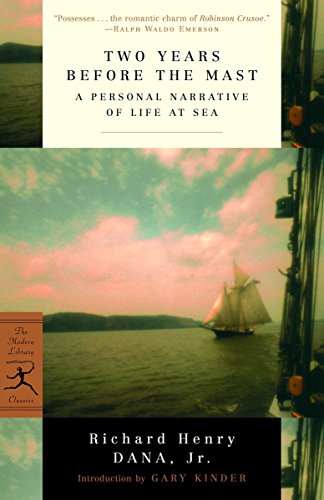 "Possesses . . . the romantic charm of Robinson Crusoe."
—RALPH WALDO EMERSON
TWO YEARS
BEFORE THE MAST
A PERSONAL NARRATIVE
OF LIFE AT SEA
The
Modern
Library
Classics
Richard Henry
DANA, Jr.
Introduction by GARY KINDER